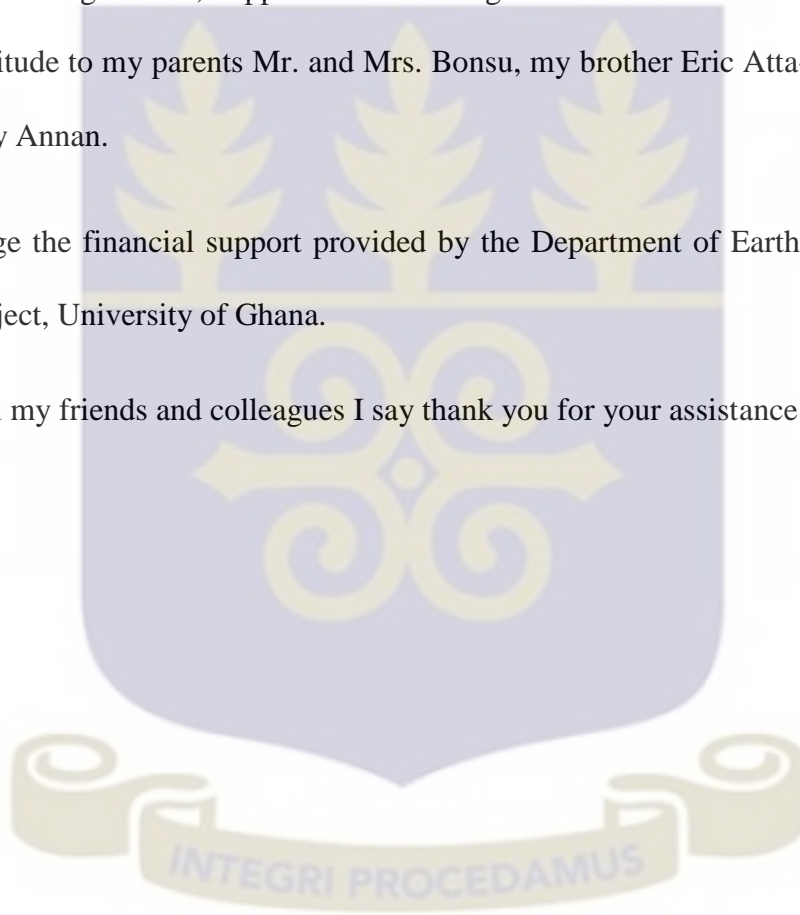 itude to my parents Mr. and Mrs. Bonsu, my brother Eric Atta-
y Annan.
ge the financial support provided by the Department of Earth
ject, University of Ghana.
my friends and colleagues I say thank you for your assistance
INTEGRI PROCEDAMUS